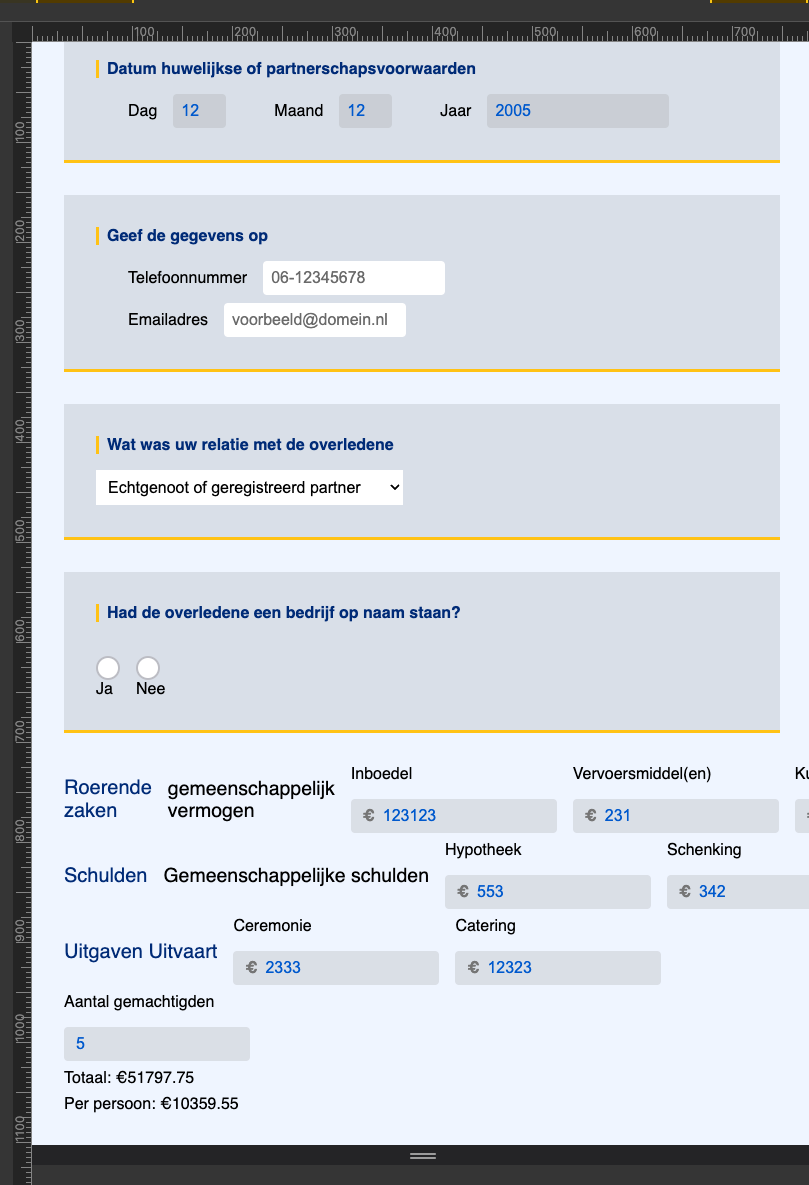 100 200 300 400 500 600 700
Datum huwelijkse of partnerschapsvoorwaarden
Dag 12 Maand 12 Jaar 2005
100
200
Geef de gegevens op
Telefoonnummer 06-12345678
Emailadres voorbeeld@domein.nl
300
400
Wat was uw relatie met de overledene
Echtgenoot of geregistreerd partner
500
600
Had de overledene een bedrijf op naam staan?
Ja Nee
700
Inboedel Vervoersmiddel(en)
Roerende zaken gemeenschappelijk vermogen
€ 123123 € 231
800
Hypotheek Schenking
Schulden Gemeenschappelijke schulden
€ 553 € 342
900
Ceremonie Catering
Uitgaven Uitvaart
€ 2333 € 12323
Aantal gemachtigden
1000
5
Totaal: €51797.75
Per persoon: €10359.55
1100